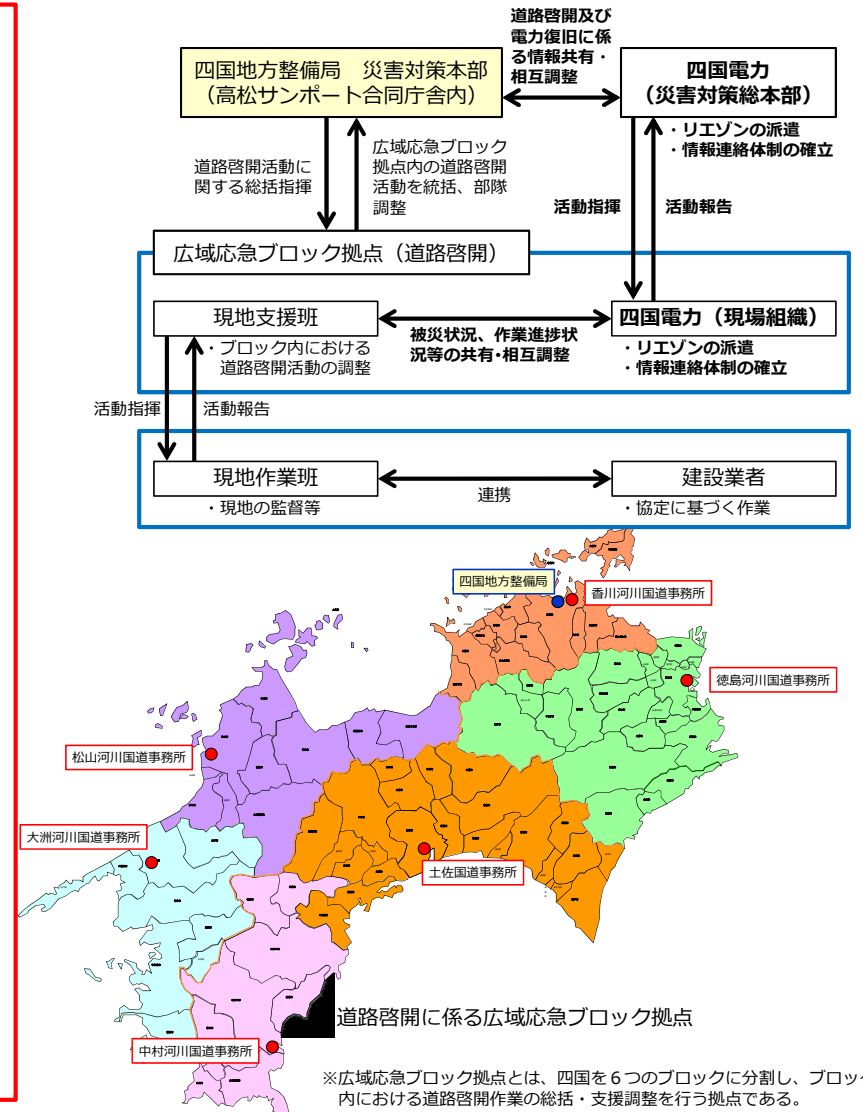 道路啓開及び
電力復旧に係
る情報共有・
相互調整
四国地方整備局　災害対策本部
（高松サンポート合同庁舎内）
四国電力
（災害対策総本部）
・リエゾンの派遣
・情報連絡体制の確立
道路啓開活動に
関する総括指揮
広域応急ブロック
拠点内の道路啓開
活動を統括、部隊
調整
活動指揮
活動報告
広域応急ブロック拠点（道路啓開）
現地支援班
・ブロック内における
道路啓開活動の調整
被災状況、作業進捗状
況等の共有・相互調整
四国電力（現場組織）
・リエゾンの派遣
・情報連絡体制の確立
活動指揮
活動報告
現地作業班
・現地の監督等
連携
建設業者
・協定に基づく作業
四国地方整備局
香川河川国道事務所
徳島河川国道事務所
松山河川国道事務所
大洲河川国道事務所
土佐国道事務所
中村河川国道事務所
道路啓開に係る広域応急ブロック拠点
※広域応急ブロック拠点とは、四国を６つのブロックに分割し、ブロック
内における道路啓開作業の総括・支援調整を行う拠点である。